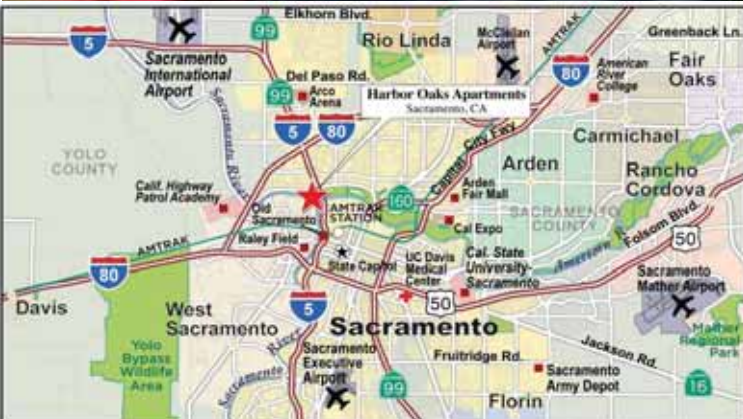 Elkhorn Blvd.
5
99
Sacramento
International
Airport
Rio Linda
McClellan
Airport
AMTRAK
Greenback Ln.
80
American
River
College
Fair
Oaks
Del Paso Rd.
99
Arco
Arena
Harbor Oaks Apartments
Sacramento, CA
5
80
Sacramento River
Capital City Fwy
Carmichael
YOLO
COUNTY
Calif. Highway
Patrol Academy
Arden
Rancho
Cordova
Old
Sacramento
AMTRAK
STATION
160
Arden
Fair Mall
SACRAMENTO
COUNTY
Cal Expo
Folsom Blvd.
50
AMTRAK
Raley Field
State Capitol
UC Davis
Medical
Center
Cal. State
University-
Sacramento
American R.
80
Davis
West
Sacramento
5
50
Sacramento
Mather Airport
Sacramento
Yolo
Bypass
Wildlife
Area
Sacramento River
Sacramento
Executive
Airport
Fruitridge Rd.
Jackson Rd.
Mather
Regional
Park
99
Sacramento
Army Depot
16
Florin